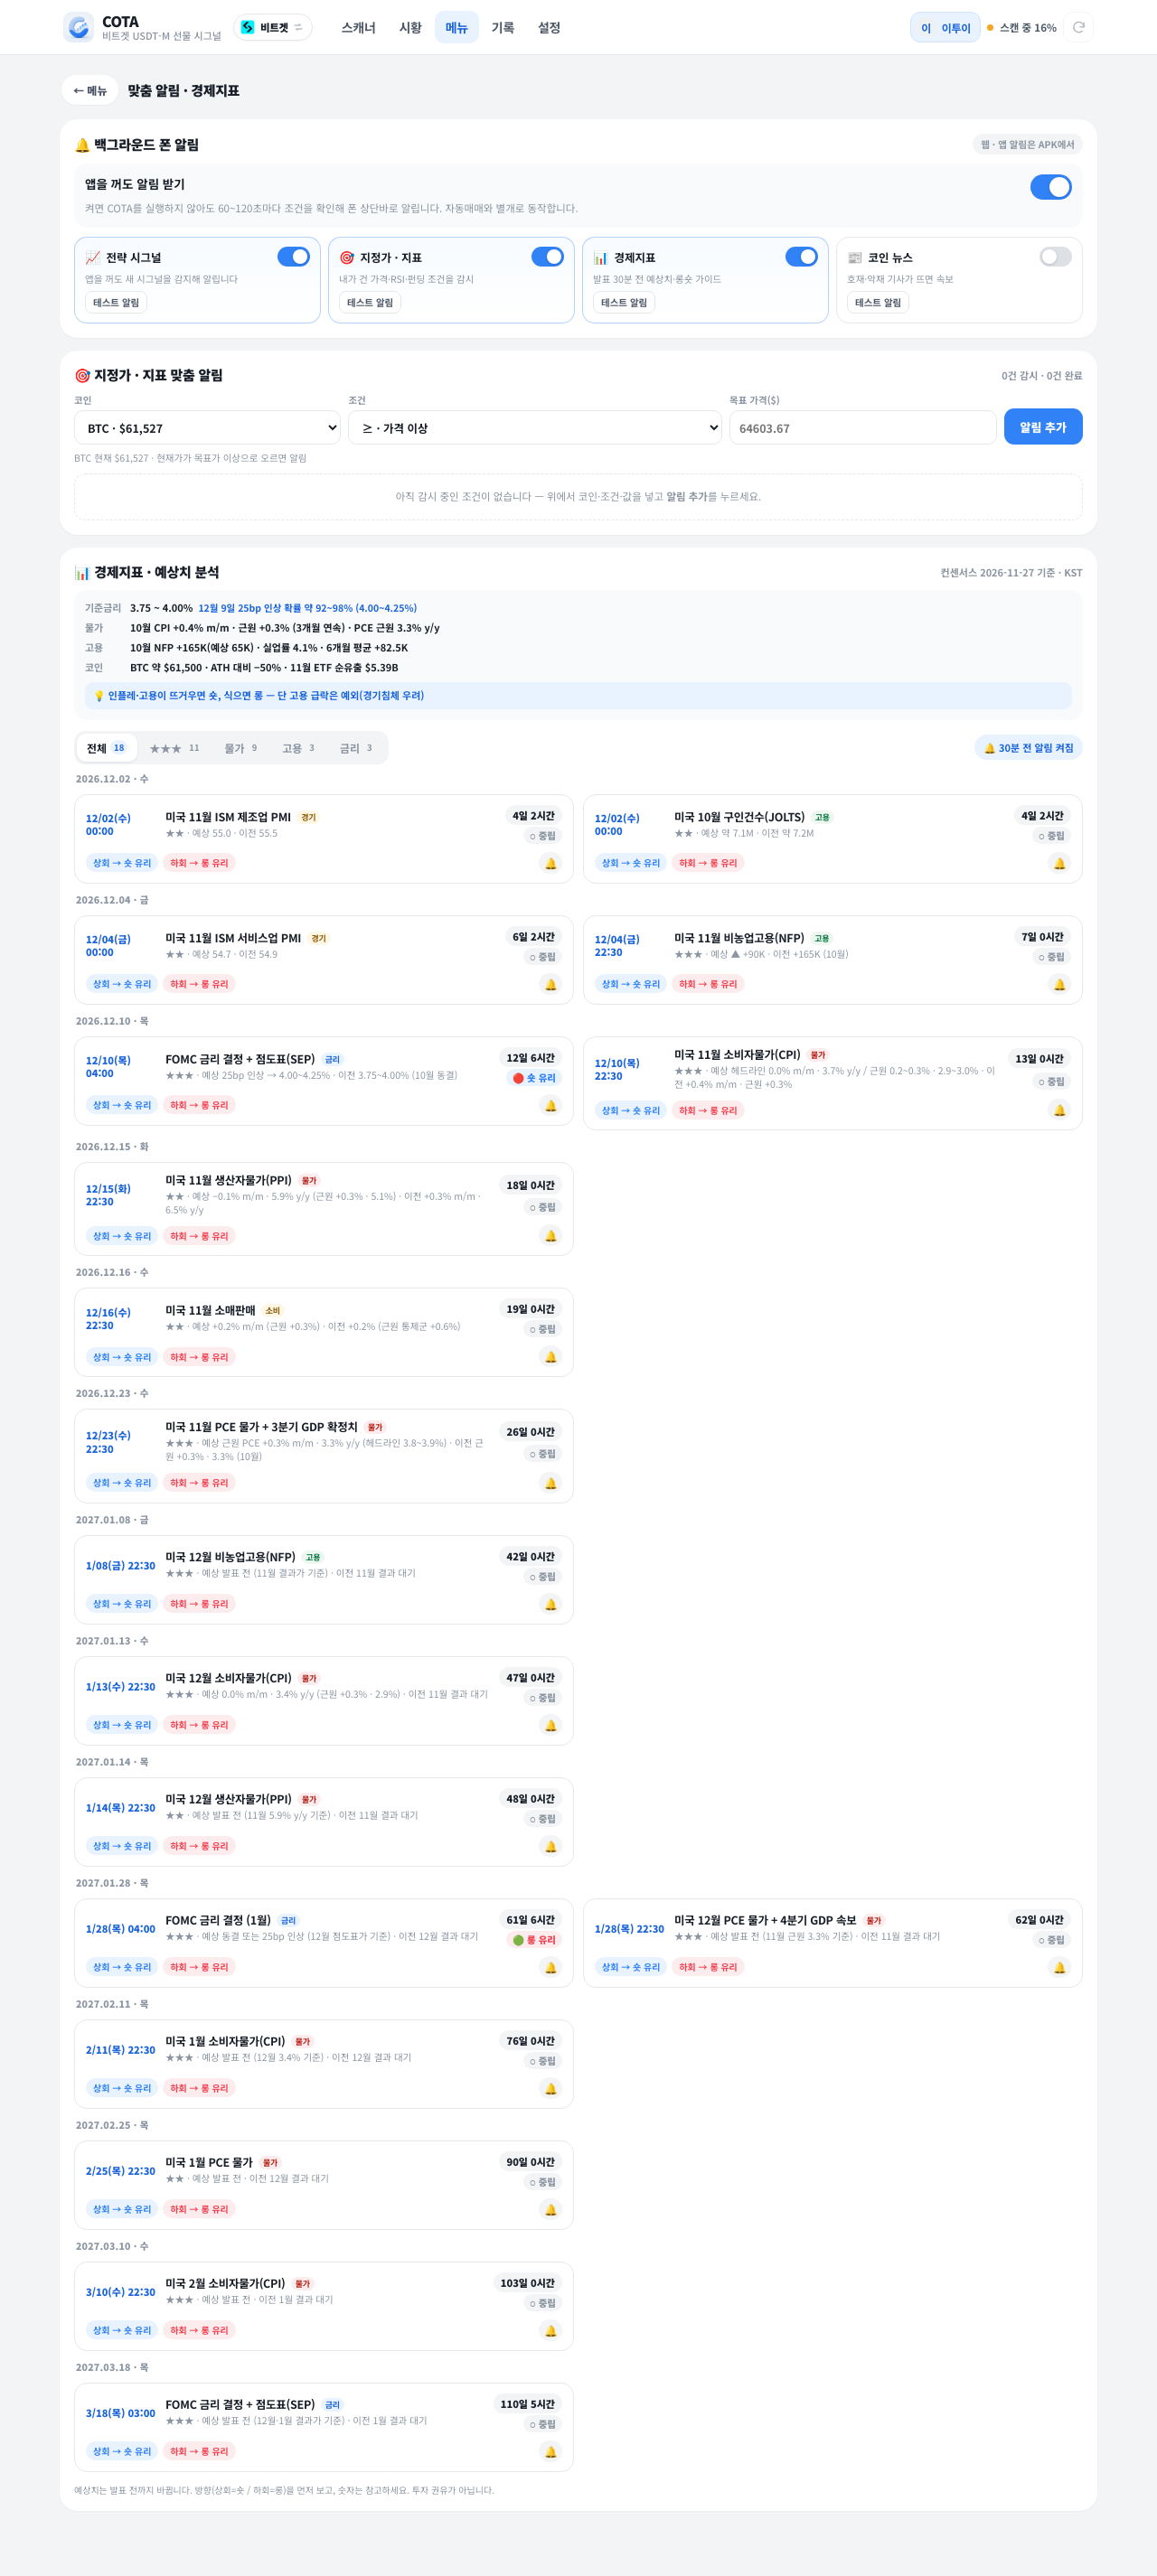 COTA
비트겟 USDT-M 선물 시그널
비트겟
스캐너 시황 메뉴 기록 설정
이 이투이
스캔 중 16%
← 메뉴
맞춤 알림 · 경제지표
🔔 백그라운드 폰 알림
웹 · 앱 알림은 APK에서
앱을 꺼도 알림 받기
켜면 COTA를 실행하지 않아도 60~120초마다 조건을 확인해 폰 상단바로 알립니다. 자동매매와 별개로 동작합니다.
📈 전략 시그널
앱을 꺼도 새 시그널을 감지해 알립니다
테스트 알림
🎯 지정가 · 지표
내가 건 가격·RSI·펀딩 조건을 감시
테스트 알림
📊 경제지표
발표 30분 전 예상치·롱숏 가이드
테스트 알림
📰 코인 뉴스
호재·악재 기사가 뜨면 속보
테스트 알림
🎯 지정가 · 지표 맞춤 알림
0건 감시 · 0건 완료
코인
BTC · $61,527
조건
≥ · 가격 이상
목표 가격($)
64603.67
알림 추가
BTC 현재 $61,527 · 현재가가 목표가 이상으로 오르면 알림
아직 감시 중인 조건이 없습니다 — 위에서 코인·조건·값을 넣고 알림 추가를 누르세요.
📊 경제지표 · 예상치 분석
컨센서스 2026-11-27 기준 · KST
기준금리 3.75 ~ 4.00% 12월 9일 25bp 인상 확률 약 92~98% (4.00~4.25%)
물가 10월 CPI +0.4% m/m · 근원 +0.3% (3개월 연속) · PCE 근원 3.3% y/y
고용 10월 NFP +165K(예상 65K) · 실업률 4.1% · 6개월 평균 +82.5K
코인 BTC 약 $61,500 · ATH 대비 −50% · 11월 ETF 순유출 $5.39B
💡 인플레·고용이 뜨거우면 숏, 식으면 롱 — 단 고용 급락은 예외(경기침체 우려)
전체 18 ★★★ 11 물가 9 고용 3 금리 3
🔔 30분 전 알림 켜짐
2026.12.02 · 수
12/02(수) 00:00
미국 11월 ISM 제조업 PMI 경기
★★ · 예상 55.0 · 이전 55.5
4일 2시간
○ 중립
상회 → 숏 유리 하회 → 롱 유리
12/02(수) 00:00
미국 10월 구인건수(JOLTS) 고용
★★ · 예상 약 7.1M · 이전 약 7.2M
4일 2시간
○ 중립
상회 → 숏 유리 하회 → 롱 유리
2026.12.04 · 금
12/04(금) 00:00
미국 11월 ISM 서비스업 PMI 경기
★★ · 예상 54.7 · 이전 54.9
6일 2시간
○ 중립
상회 → 숏 유리 하회 → 롱 유리
12/04(금) 22:30
미국 11월 비농업고용(NFP) 고용
★★★ · 예상 ▲ +90K · 이전 +165K (10월)
7일 0시간
○ 중립
상회 → 숏 유리 하회 → 롱 유리
2026.12.10 · 목
12/10(목) 04:00
FOMC 금리 결정 + 점도표(SEP) 금리
★★★ · 예상 25bp 인상 → 4.00~4.25% · 이전 3.75~4.00% (10월 동결)
12일 6시간
🔴 숏 유리
상회 → 숏 유리 하회 → 롱 유리
12/10(목) 22:30
미국 11월 소비자물가(CPI) 물가
★★★ · 예상 헤드라인 0.0% m/m · 3.7% y/y / 근원 0.2~0.3% · 2.9~3.0% · 이
전 +0.4% m/m · 근원 +0.3%
13일 0시간
○ 중립
상회 → 숏 유리 하회 → 롱 유리
2026.12.15 · 화
12/15(화) 22:30
미국 11월 생산자물가(PPI) 물가
★★ · 예상 −0.1% m/m · 5.9% y/y (근원 +0.3% · 5.1%) · 이전 +0.3% m/m ·
6.5% y/y
18일 0시간
○ 중립
상회 → 숏 유리 하회 → 롱 유리
2026.12.16 · 수
12/16(수) 22:30
미국 11월 소매판매 소비
★★ · 예상 +0.2% m/m (근원 +0.3%) · 이전 +0.2% (근원 통제군 +0.6%)
19일 0시간
○ 중립
상회 → 숏 유리 하회 → 롱 유리
2026.12.23 · 수
12/23(수) 22:30
미국 11월 PCE 물가 + 3분기 GDP 확정치 물가
★★★ · 예상 근원 PCE +0.3% m/m · 3.3% y/y (헤드라인 3.8~3.9%) · 이전 근
원 +0.3% · 3.3% (10월)
26일 0시간
○ 중립
상회 → 숏 유리 하회 → 롱 유리
2027.01.08 · 금
1/08(금) 22:30
미국 12월 비농업고용(NFP) 고용
★★★ · 예상 발표 전 (11월 결과가 기준) · 이전 11월 결과 대기
42일 0시간
○ 중립
상회 → 숏 유리 하회 → 롱 유리
2027.01.13 · 수
1/13(수) 22:30
미국 12월 소비자물가(CPI) 물가
★★★ · 예상 0.0% m/m · 3.4% y/y (근원 +0.3% · 2.9%) · 이전 11월 결과 대기
47일 0시간
○ 중립
상회 → 숏 유리 하회 → 롱 유리
2027.01.14 · 목
1/14(목) 22:30
미국 12월 생산자물가(PPI) 물가
★★ · 예상 발표 전 (11월 5.9% y/y 기준) · 이전 11월 결과 대기
48일 0시간
○ 중립
상회 → 숏 유리 하회 → 롱 유리
2027.01.28 · 목
1/28(목) 04:00
FOMC 금리 결정 (1월) 금리
★★★ · 예상 동결 또는 25bp 인상 (12월 점도표가 기준) · 이전 12월 결과 대기
61일 6시간
🟢 롱 유리
상회 → 숏 유리 하회 → 롱 유리
1/28(목) 22:30
미국 12월 PCE 물가 + 4분기 GDP 속보 물가
★★★ · 예상 발표 전 (11월 근원 3.3% 기준) · 이전 11월 결과 대기
62일 0시간
○ 중립
상회 → 숏 유리 하회 → 롱 유리
2027.02.11 · 목
2/11(목) 22:30
미국 1월 소비자물가(CPI) 물가
★★★ · 예상 발표 전 (12월 3.4% 기준) · 이전 12월 결과 대기
76일 0시간
○ 중립
상회 → 숏 유리 하회 → 롱 유리
2027.02.25 · 목
2/25(목) 22:30
미국 1월 PCE 물가 물가
★★ · 예상 발표 전 · 이전 12월 결과 대기
90일 0시간
○ 중립
상회 → 숏 유리 하회 → 롱 유리
2027.03.10 · 수
3/10(수) 22:30
미국 2월 소비자물가(CPI) 물가
★★★ · 예상 발표 전 · 이전 1월 결과 대기
103일 0시간
○ 중립
상회 → 숏 유리 하회 → 롱 유리
2027.03.18 · 목
3/18(목) 03:00
FOMC 금리 결정 + 점도표(SEP) 금리
★★★ · 예상 발표 전 (12월·1월 결과가 기준) · 이전 1월 결과 대기
110일 5시간
○ 중립
상회 → 숏 유리 하회 → 롱 유리
예상치는 발표 전까지 바뀝니다. 방향(상회=숏 / 하회=롱)을 먼저 보고, 숫자는 참고하세요. 투자 권유가 아닙니다.